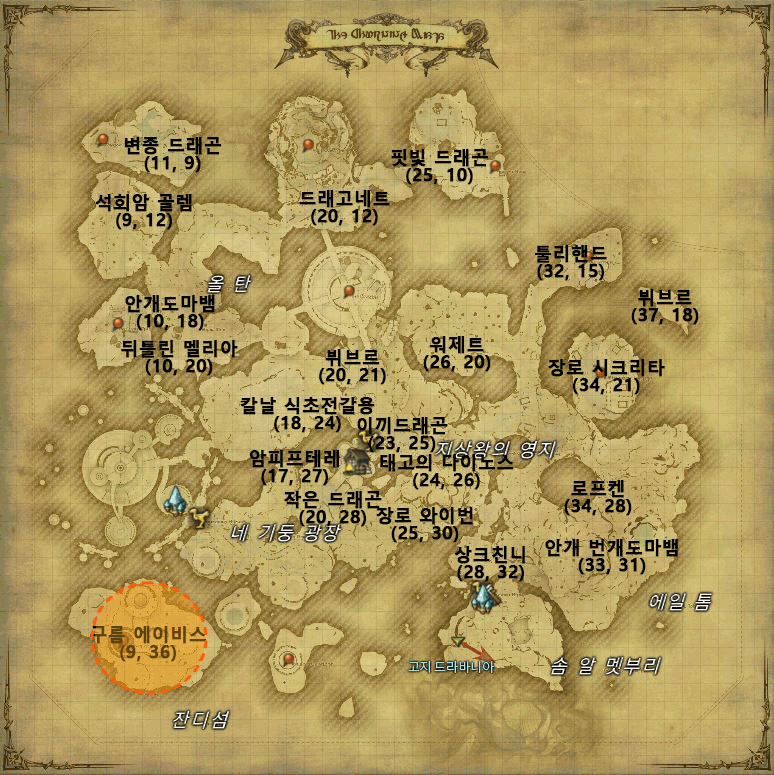 변종 드래곤
(11, 9)
핏빛 드래곤
(25, 10)
석회암 골렘
(9, 12)
드래고네트
(20, 12)
툴리핸드
(32, 15)
올 탄
안개도마뱀
(10, 18)
뷔브르
(37, 18)
뒤틀린 멜리아
(10, 20)
뷔브르
(20, 21)
워제트
(26, 20)
장로 시크리타
(34, 21)
칼날 식초전갈용
(18, 24)
이끼드래곤
(23, 25)
지상왕의 영지
암피프테레
(17, 27)
태고의 나이노스
(24, 26)
작은 드래곤
(20, 28)
장로 와이번
(25, 30)
로프켄
(34, 28)
네 기둥 광장
상크친니
(28, 32)
안개 번개도마뱀
(33, 31)
에일 톰
구름 에이비스
(9, 36)
고지 드라바니아
솜 알 멧부리
잔디섬